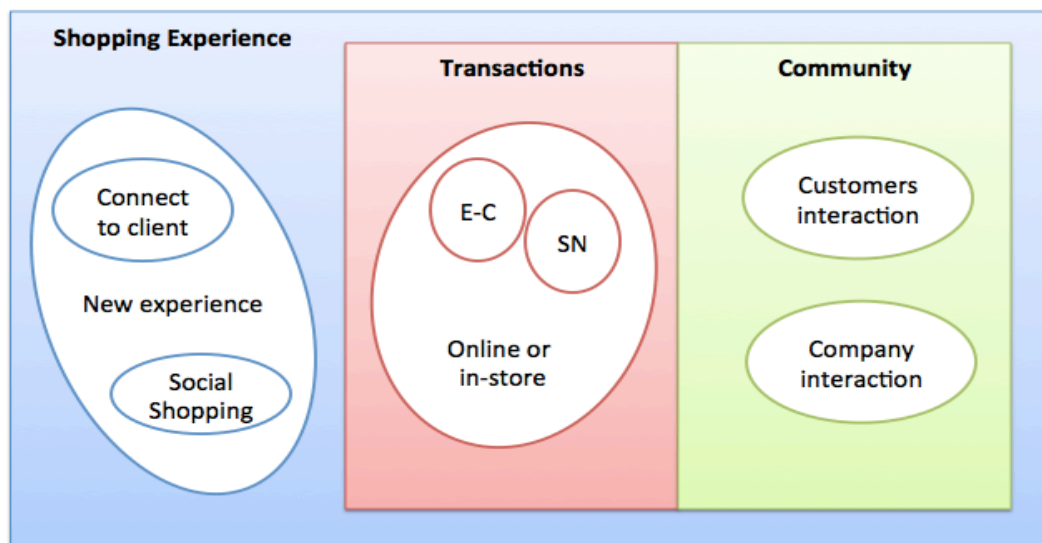 Shopping Experience
Connect
to client
New experience
Social
Shopping
Transactions
E-C
SN
Online or
in-store
Community
Customers
interaction
Company
interaction